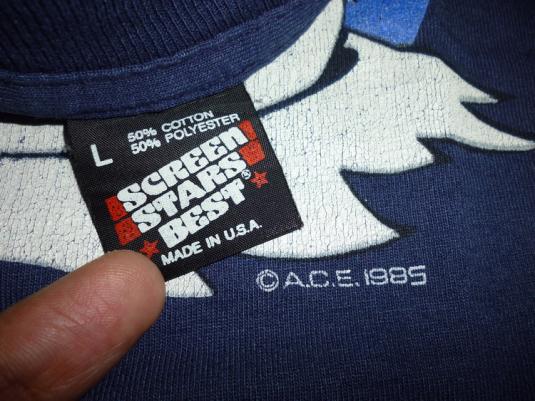 L
50% COTTON
50% POLYESTER
SCREEN
STARS
BEST®
MADE IN U.S.A.
© A.C.E. 1985